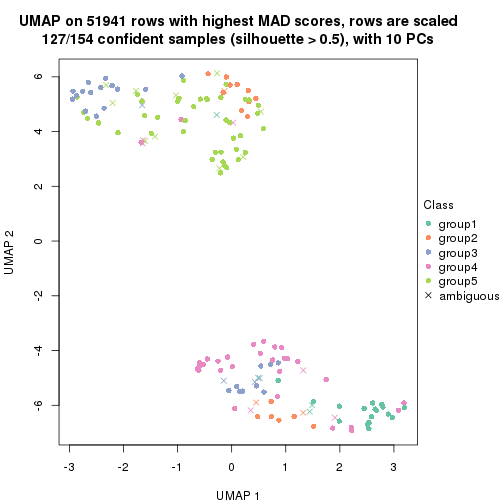 UMAP on 51941 rows with highest MAD scores, rows are scaled
127/154 confident samples (silhouette > 0.5), with 10 PCs
6
4
2
0
-2
-4
-6
UMAP 2
-3
-2
-1
0
1
2
3
UMAP 1
Class
group1
group2
group3
group4
group5
ambiguous